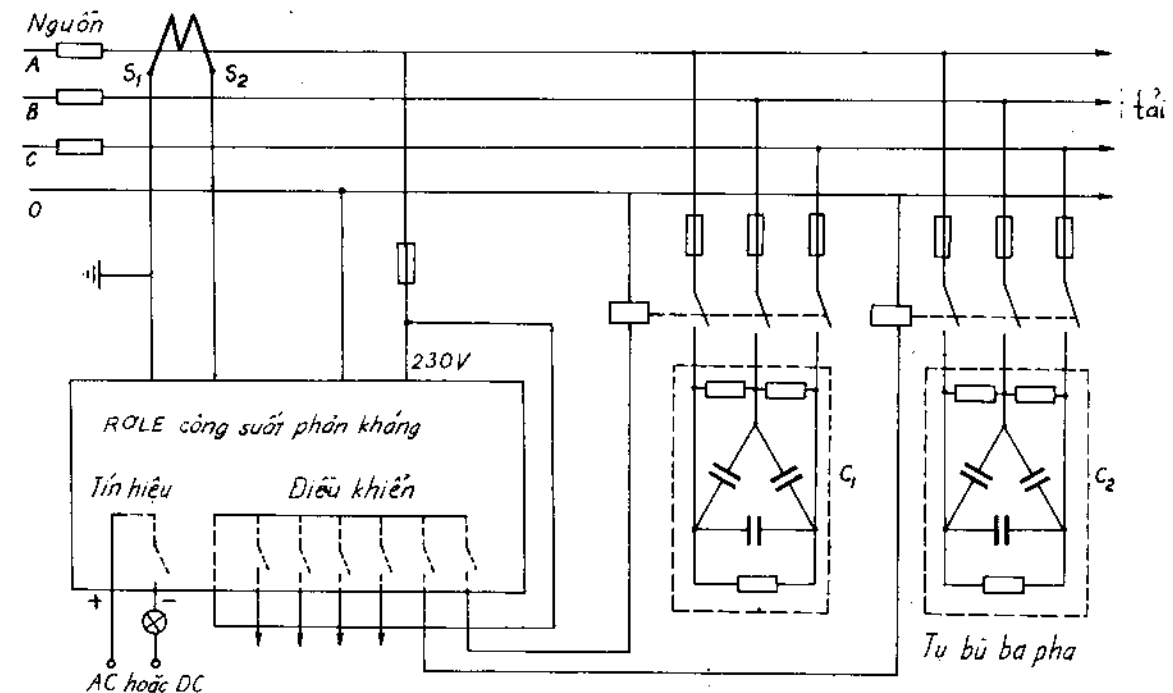 Nguồn
A
S₁
S₂
B
tải
C
O
230V
RƠLE công suất phản kháng
Tín hiệu
Điều khiển
C₁
C₂
+
-
Tụ bù ba pha
AC hoặc DC